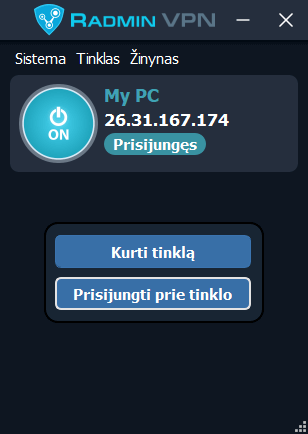 RADMIN VPN
Sistema Tinklas Žinynas
My PC
26.31.167.174
ON
Prisijungęs
Kurti tinklą
Prisijungti prie tinklo